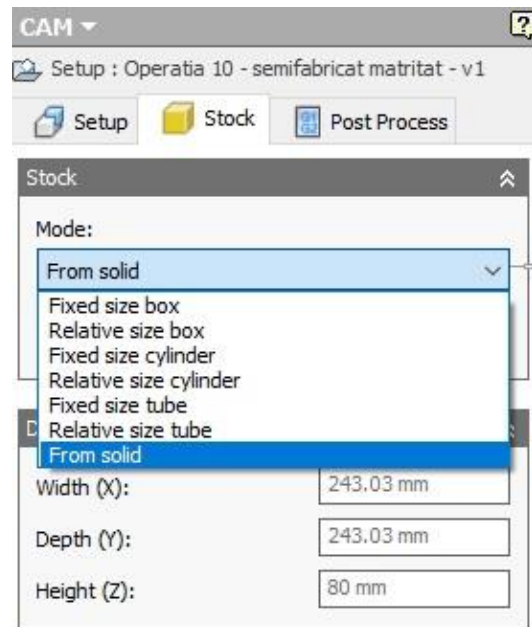 CAM
Setup : Operatia 10 - semifabricat matritat - v1
Setup Stock Post Process
Stock
Mode:
From solid
Fixed size box
Relative size box
Fixed size cylinder
Relative size cylinder
Fixed size tube
Relative size tube
From solid
Width (X): 243.03 mm
Depth (Y): 243.03 mm
Height (Z): 80 mm